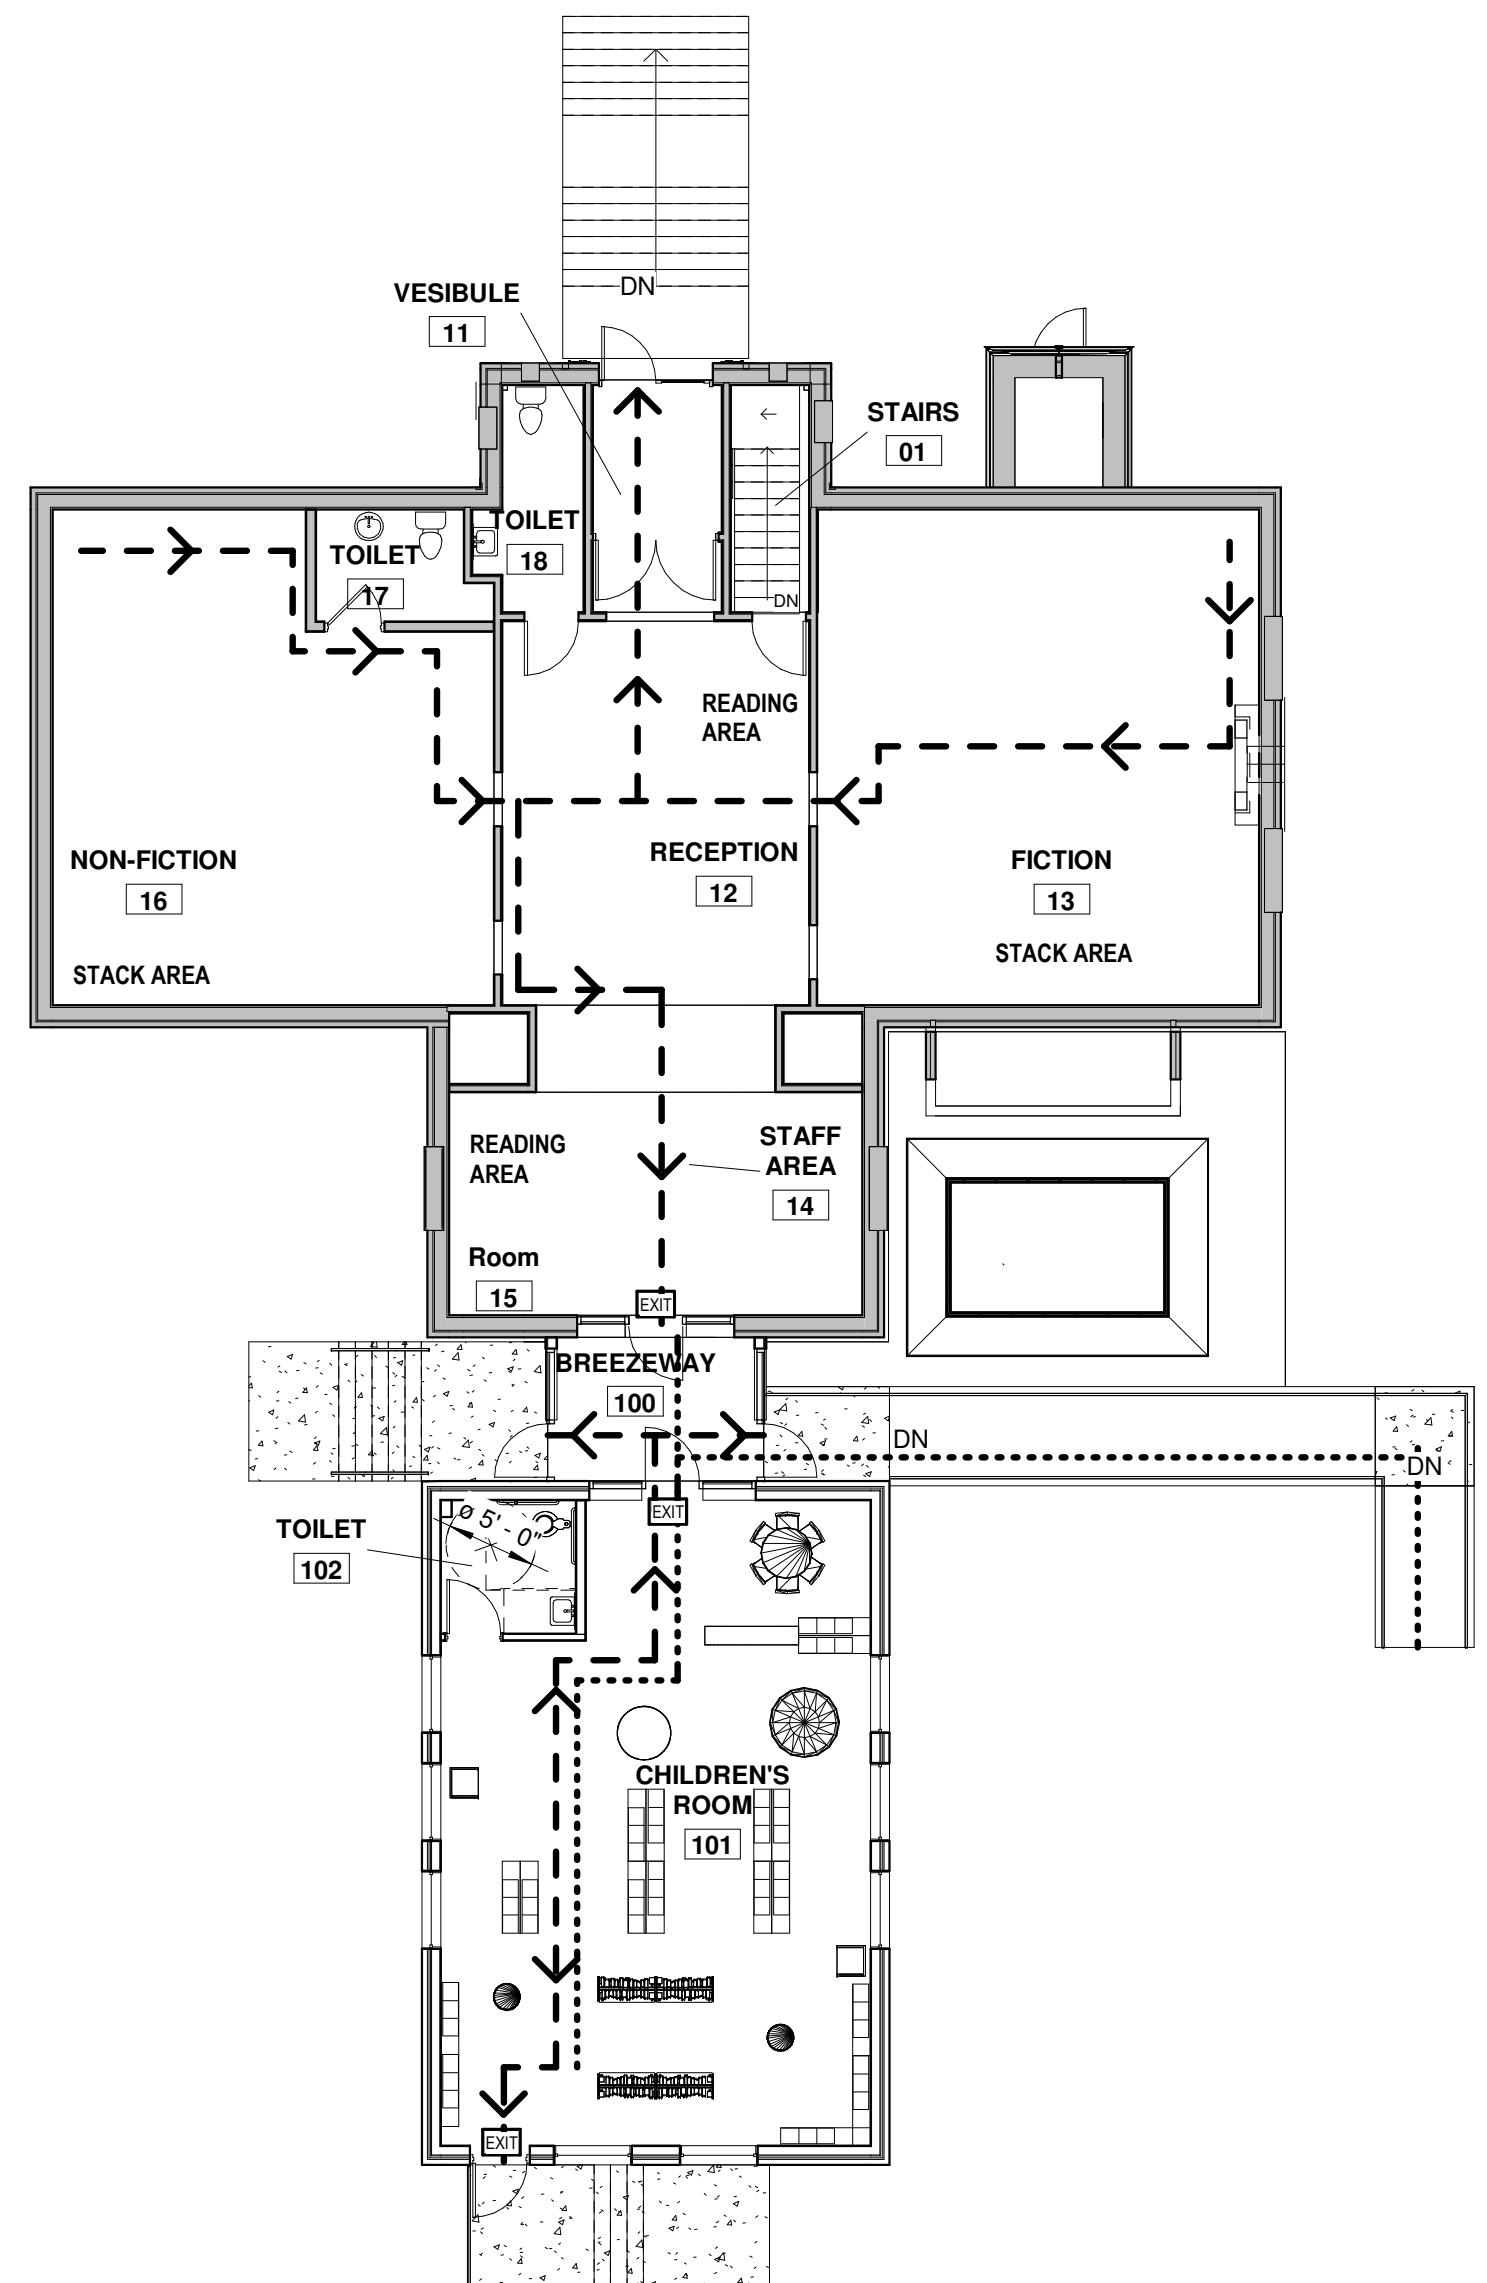 DN
VESIBULE
11
STAIRS
01
TOILET
18
TOILET
17
DN
READING
AREA
NON-FICTION
16
STACK AREA
RECEPTION
12
FICTION
13
STACK AREA
READING
AREA
STAFF
AREA
14
Room
15
EXIT
BREEZEWAY
100
DN
DN
EXIT
TOILET
102
Ø 5' - 0"
CHILDREN'S
ROOM
101
EXIT